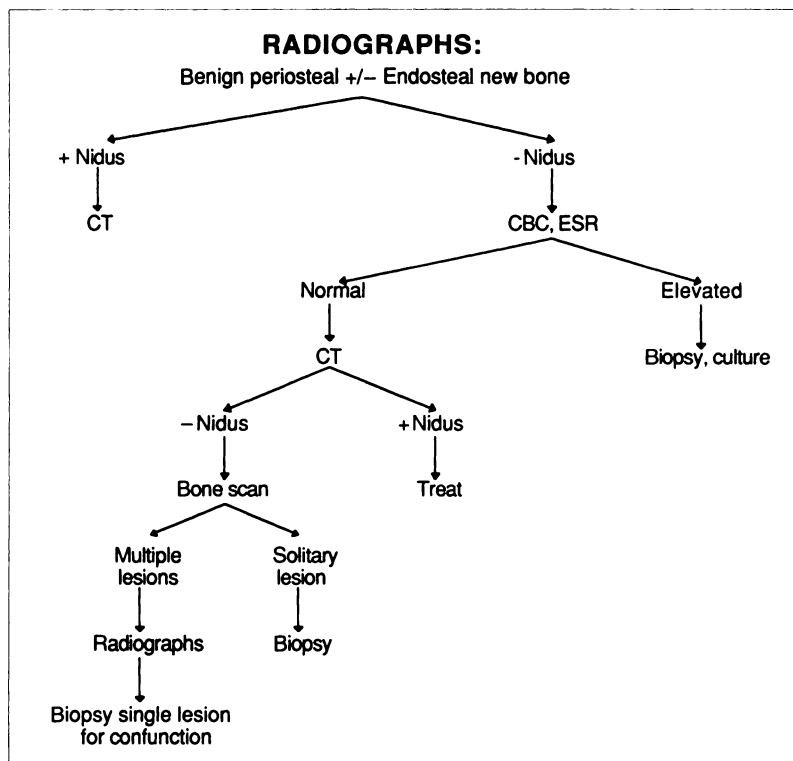 RADIOGRAPHS:
Benign periosteal +/− Endosteal new bone
+ Nidus
- Nidus
CT
CBC, ESR
Normal
Elevated
CT
Biopsy, culture
− Nidus
+ Nidus
Bone scan
Treat
Multiple
lesions
Solitary
lesion
Radiographs
Biopsy
Biopsy single lesion
for confunction